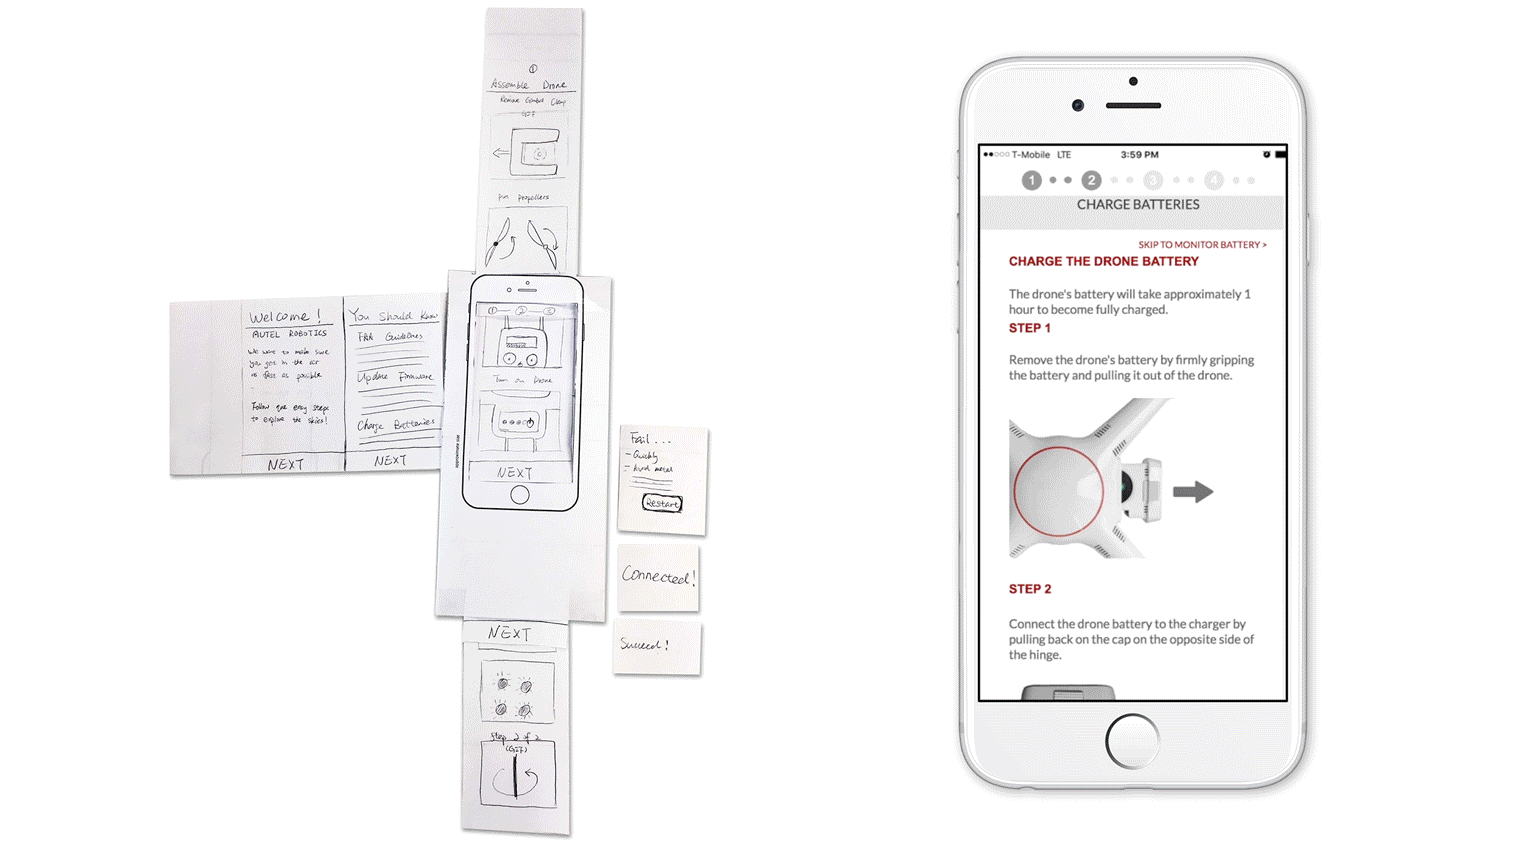 ①
Assemble Drone
Remove Gimbal Clamp
GIF
Pin Propellers
Welcome !
AUTEL ROBOTICS
We want to make sure
you get in the air
as fast as possible
Follow the easy steps
to explore the skies!
NEXT
You Should Know
FAA Guidelines
Update Firmware
Charge Batteries
NEXT
① ② ③
Turn on Drone
NEXT
Fail ...
- Quickly
- Avoid metal
Restart
Connected!
Succeed!
NEXT
Step 2 of 2
(GIF)
T-Mobile LTE 3:59 PM
1 2 3 4
CHARGE BATTERIES
SKIP TO MONITOR BATTERY >
CHARGE THE DRONE BATTERY
The drone's battery will take approximately 1
hour to become fully charged.
STEP 1
Remove the drone's battery by firmly gripping
the battery and pulling it out of the drone.
STEP 2
Connect the drone battery to the charger by
pulling back on the cap on the opposite side of
the hinge.